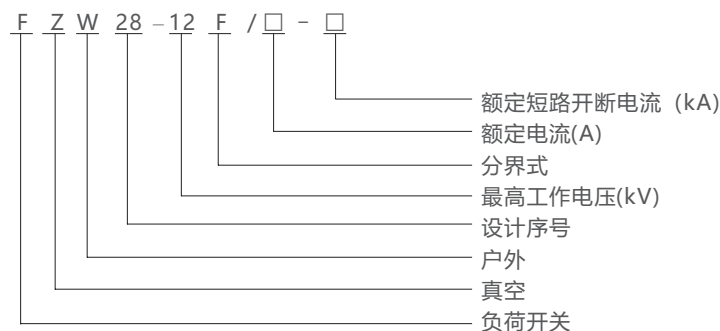 F Z W 28 – 12 F / □ - □
额定短路开断电流 (kA)
额定电流(A)
分界式
最高工作电压(kV)
设计序号
户外
真空
负荷开关